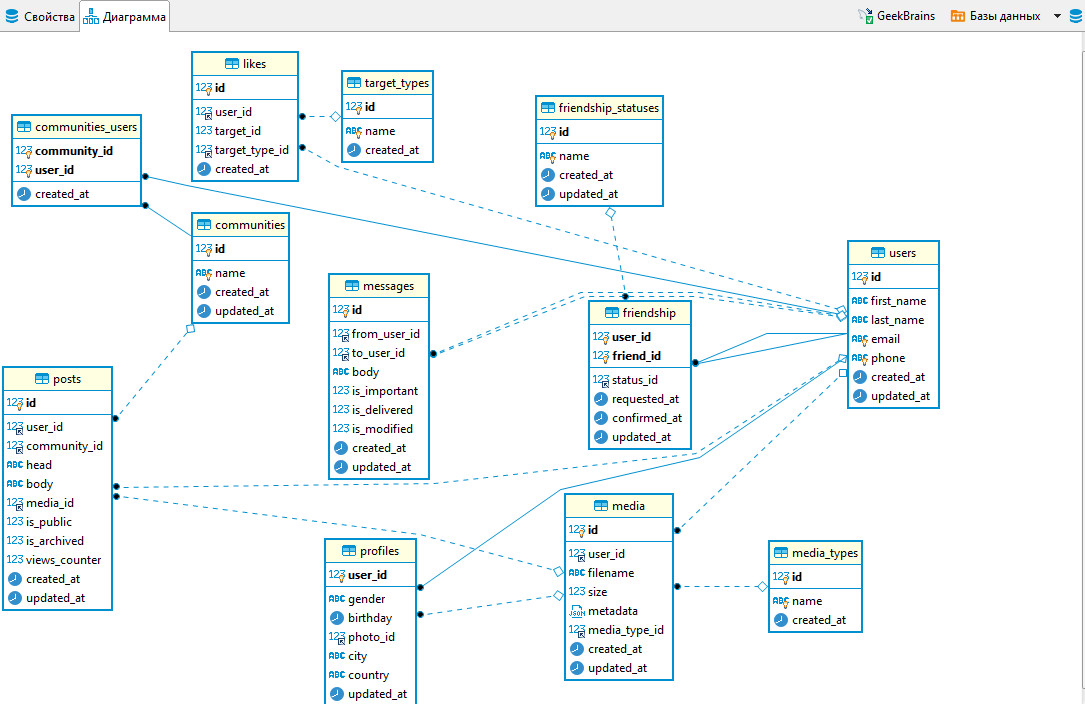 Свойства
Диаграмма
GeekBrains
Базы данных
likes
123 id
123 user_id
123 target_id
123 target_type_id
created_at
target_types
123 id
ABC name
created_at
friendship_statuses
123 id
ABC name
created_at
updated_at
communities_users
123 community_id
123 user_id
created_at
communities
123 id
ABC name
created_at
updated_at
users
123 id
ABC first_name
ABC last_name
ABC email
ABC phone
created_at
updated_at
messages
123 id
123 from_user_id
123 to_user_id
ABC body
123 is_important
123 is_delivered
123 is_modified
created_at
updated_at
friendship
123 user_id
123 friend_id
123 status_id
requested_at
confirmed_at
updated_at
posts
123 id
123 user_id
123 community_id
ABC head
ABC body
123 media_id
123 is_public
123 is_archived
123 views_counter
created_at
updated_at
profiles
123 user_id
ABC gender
birthday
123 photo_id
ABC city
ABC country
updated_at
media
123 id
123 user_id
ABC filename
123 size
JSON metadata
123 media_type_id
created_at
updated_at
media_types
123 id
ABC name
created_at